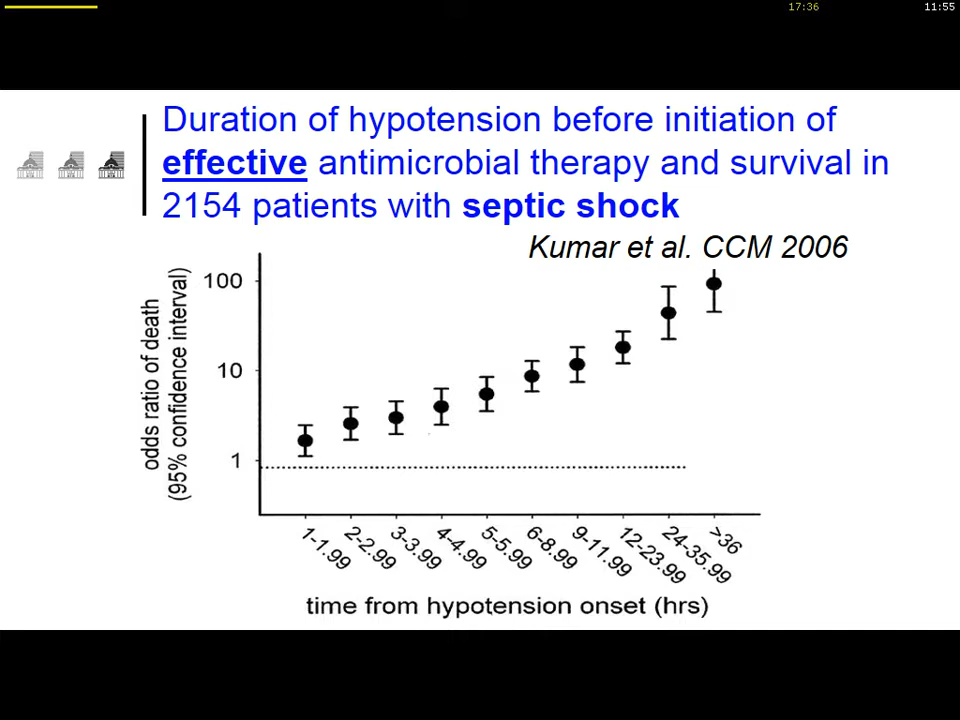 17:36
11:55
Duration of hypotension before initiation of
effective antimicrobial therapy and survival in
2154 patients with septic shock
Kumar et al. CCM 2006
odds ratio of death
(95% confidence interval)
100
10
1
1-1.99
2-2.99
3-3.99
4-4.99
5-5.99
6-8.99
9-11.99
12-23.99
24-35.99
>36
time from hypotension onset (hrs)